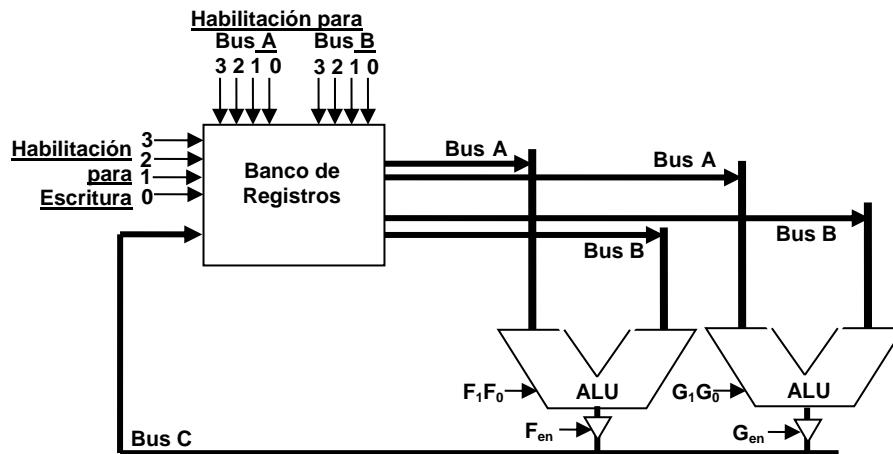 Habilitación para
Bus A Bus B
3 2 1 0 3 2 1 0
Habilitación
para
Escritura
3
2
1
0
Banco de
Registros
Bus A
Bus A
Bus B
Bus B
F₁F₀
ALU
G₁G₀
ALU
Fen
Gen
Bus C